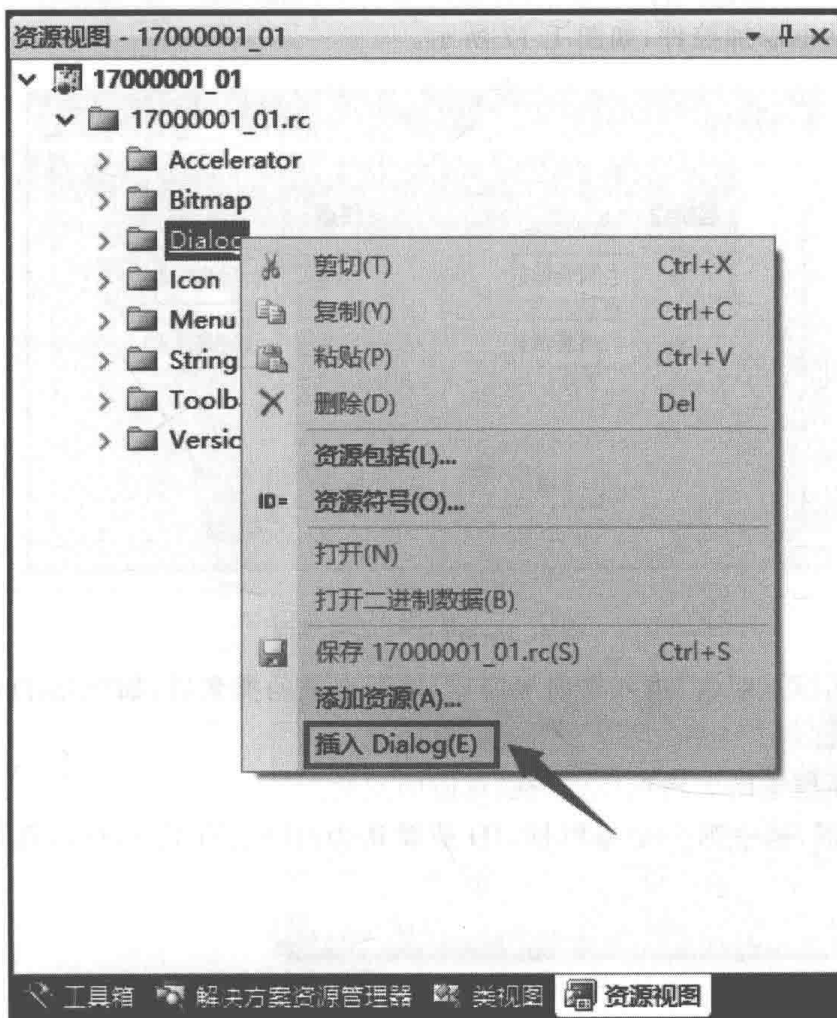 资源视图 - 17000001_01
17000001_01
17000001_01.rc
Accelerator
Bitmap
Dialog
Icon
Menu
String
Toolb
Versic
剪切(T) Ctrl+X
复制(Y) Ctrl+C
粘贴(P) Ctrl+V
删除(D) Del
资源包括(L)...
ID= 资源符号(O)...
打开(N)
打开二进制数据(B)
保存 17000001_01.rc(S) Ctrl+S
添加资源(A)...
插入 Dialog(E)
工具箱 解决方案资源管理器 类视图 资源视图